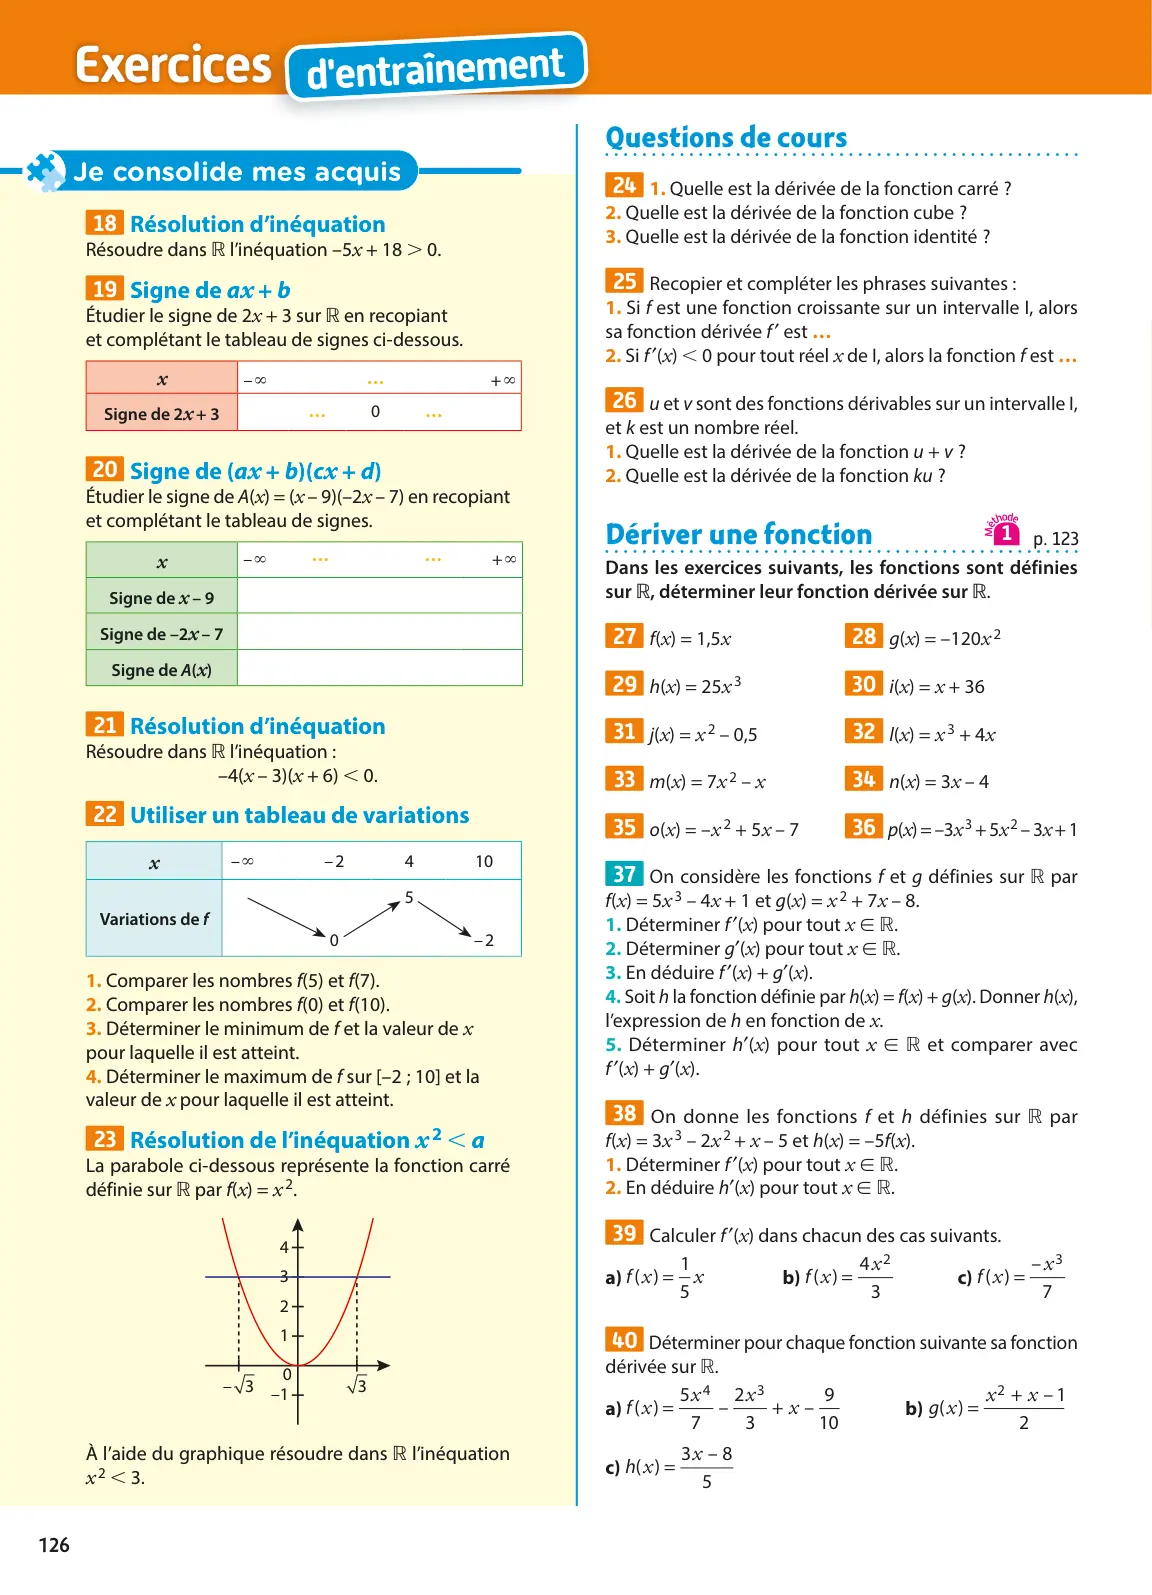 Exercices d'entraînement
Je consolide mes acquis
18 Résolution d’inéquation
Résoudre dans ℝ l’inéquation –5x + 18 > 0.
19 Signe de ax + b
Étudier le signe de 2x + 3 sur ℝ en recopiant
et complétant le tableau de signes ci-dessous.
x –∞ ... +∞
Signe de 2x + 3 ... 0 ...
20 Signe de (ax + b)(cx + d)
Étudier le signe de A(x) = (x – 9)(–2x – 7) en recopiant
et complétant le tableau de signes.
x –∞ ... ... +∞
Signe de x – 9
Signe de –2x – 7
Signe de A(x)
21 Résolution d’inéquation
Résoudre dans ℝ l’inéquation :
–4(x – 3)(x + 6) < 0.
22 Utiliser un tableau de variations
x –∞ –2 4 10
5
Variations de f
0 –2
1. Comparer les nombres f(5) et f(7).
2. Comparer les nombres f(0) et f(10).
3. Déterminer le minimum de f et la valeur de x
pour laquelle il est atteint.
4. Déterminer le maximum de f sur [–2 ; 10] et la
valeur de x pour laquelle il est atteint.
23 Résolution de l’inéquation x² < a
La parabole ci-dessous représente la fonction carré
définie sur ℝ par f(x) = x².
4
3
2
1
0
–√3 –1 √3
À l’aide du graphique résoudre dans ℝ l’inéquation
x² < 3.
126
Questions de cours
24 1. Quelle est la dérivée de la fonction carré ?
2. Quelle est la dérivée de la fonction cube ?
3. Quelle est la dérivée de la fonction identité ?
25 Recopier et compléter les phrases suivantes :
1. Si f est une fonction croissante sur un intervalle I, alors
sa fonction dérivée f′ est ...
2. Si f′(x) < 0 pour tout réel x de I, alors la fonction f est ...
26 u et v sont des fonctions dérivables sur un intervalle I,
et k est un nombre réel.
1. Quelle est la dérivée de la fonction u + v ?
2. Quelle est la dérivée de la fonction ku ?
Dériver une fonction Méthode 1 p. 123
Dans les exercices suivants, les fonctions sont définies
sur ℝ, déterminer leur fonction dérivée sur ℝ.
27 f(x) = 1,5x 28 g(x) = –120x²
29 h(x) = 25x³ 30 i(x) = x + 36
31 j(x) = x² – 0,5 32 l(x) = x³ + 4x
33 m(x) = 7x² – x 34 n(x) = 3x – 4
35 o(x) = –x² + 5x – 7 36 p(x) = –3x³ + 5x² – 3x + 1
37 On considère les fonctions f et g définies sur ℝ par
f(x) = 5x³ – 4x + 1 et g(x) = x² + 7x – 8.
1. Déterminer f′(x) pour tout x ∈ ℝ.
2. Déterminer g′(x) pour tout x ∈ ℝ.
3. En déduire f′(x) + g′(x).
4. Soit h la fonction définie par h(x) = f(x) + g(x). Donner h(x),
l’expression de h en fonction de x.
5. Déterminer h′(x) pour tout x ∈ ℝ et comparer avec
f′(x) + g′(x).
38 On donne les fonctions f et h définies sur ℝ par
f(x) = 3x³ – 2x² + x – 5 et h(x) = –5f(x).
1. Déterminer f′(x) pour tout x ∈ ℝ.
2. En déduire h′(x) pour tout x ∈ ℝ.
39 Calculer f′(x) dans chacun des cas suivants.
a) f(x) = 1/5 x b) f(x) = 4x²/3 c) f(x) = –x³/7
40 Déterminer pour chaque fonction suivante sa fonction
dérivée sur ℝ.
a) f(x) = 5x⁴/7 – 2x³/3 + x – 9/10 b) g(x) = (x² + x – 1)/2
c) h(x) = (3x – 8)/5